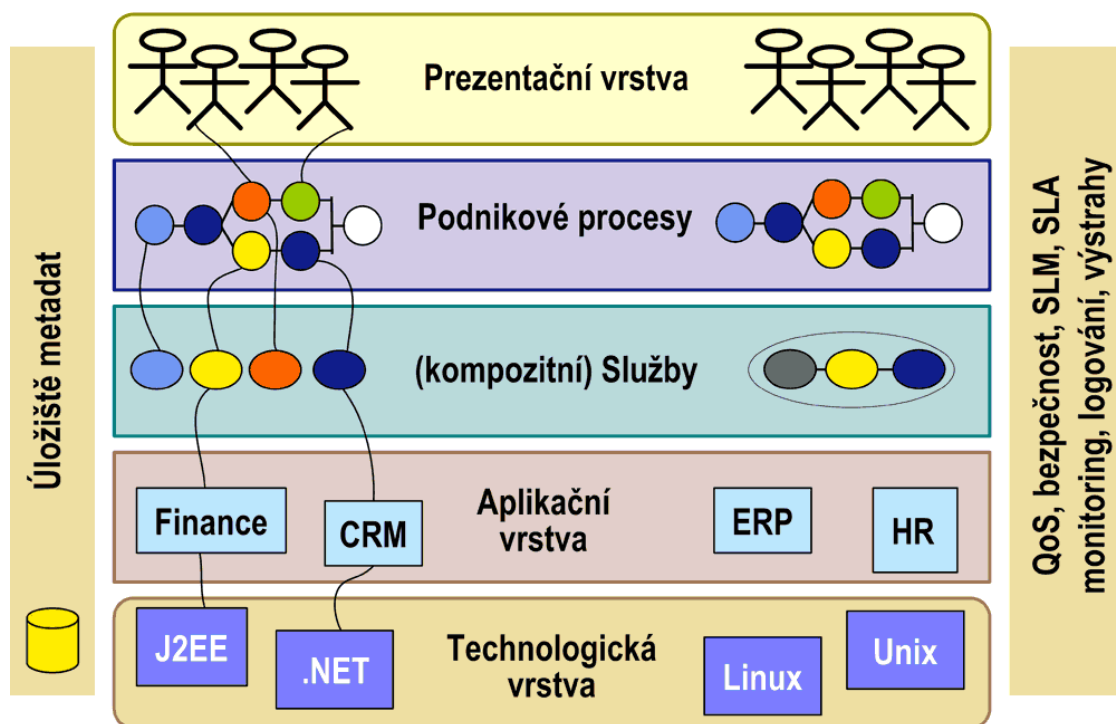 Prezentační vrstva
Podnikové procesy
(kompozitní) Služby
Aplikační
vrstva
Finance
CRM
ERP
HR
Technologická
vrstva
J2EE
.NET
Linux
Unix
Úložiště metadat
QoS, bezpečnost, SLM, SLA
monitoring, logování, výstrahy